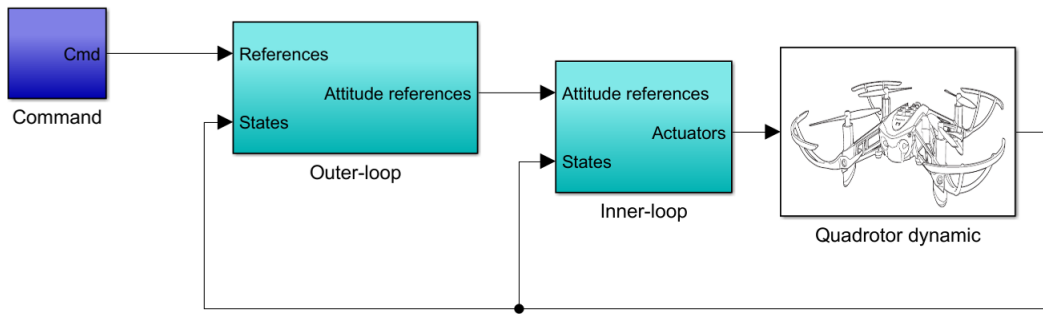 Cmd
Command
References
Attitude references
States
Outer-loop
Attitude references
Actuators
States
Inner-loop
Quadrotor dynamic